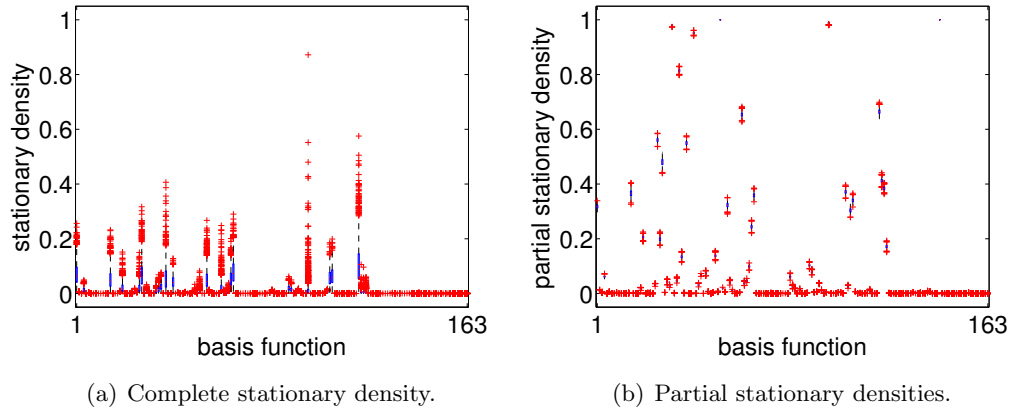 1
0.8
0.6
0.4
0.2
0
stationary density
1
163
basis function
(a) Complete stationary density.
1
0.8
0.6
0.4
0.2
0
partial stationary density
1
163
basis function
(b) Partial stationary densities.